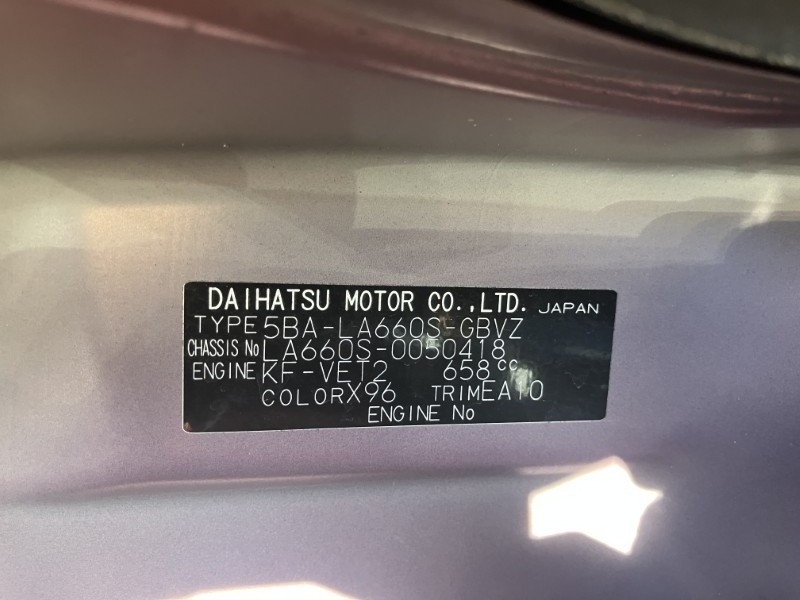 DAIHATSU MOTOR CO.,LTD. JAPAN
TYPE 5BA-LA660S-GBVZ
CHASSIS No LA660S-0050418
ENGINE KF-VET2 658cc
COLOR X96 TRIM EA10
ENGINE No